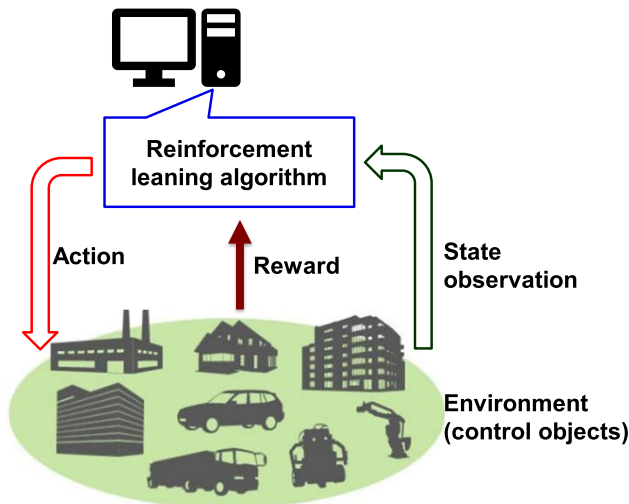 Reinforcement
leaning algorithm
Action
Reward
State
observation
Environment
(control objects)